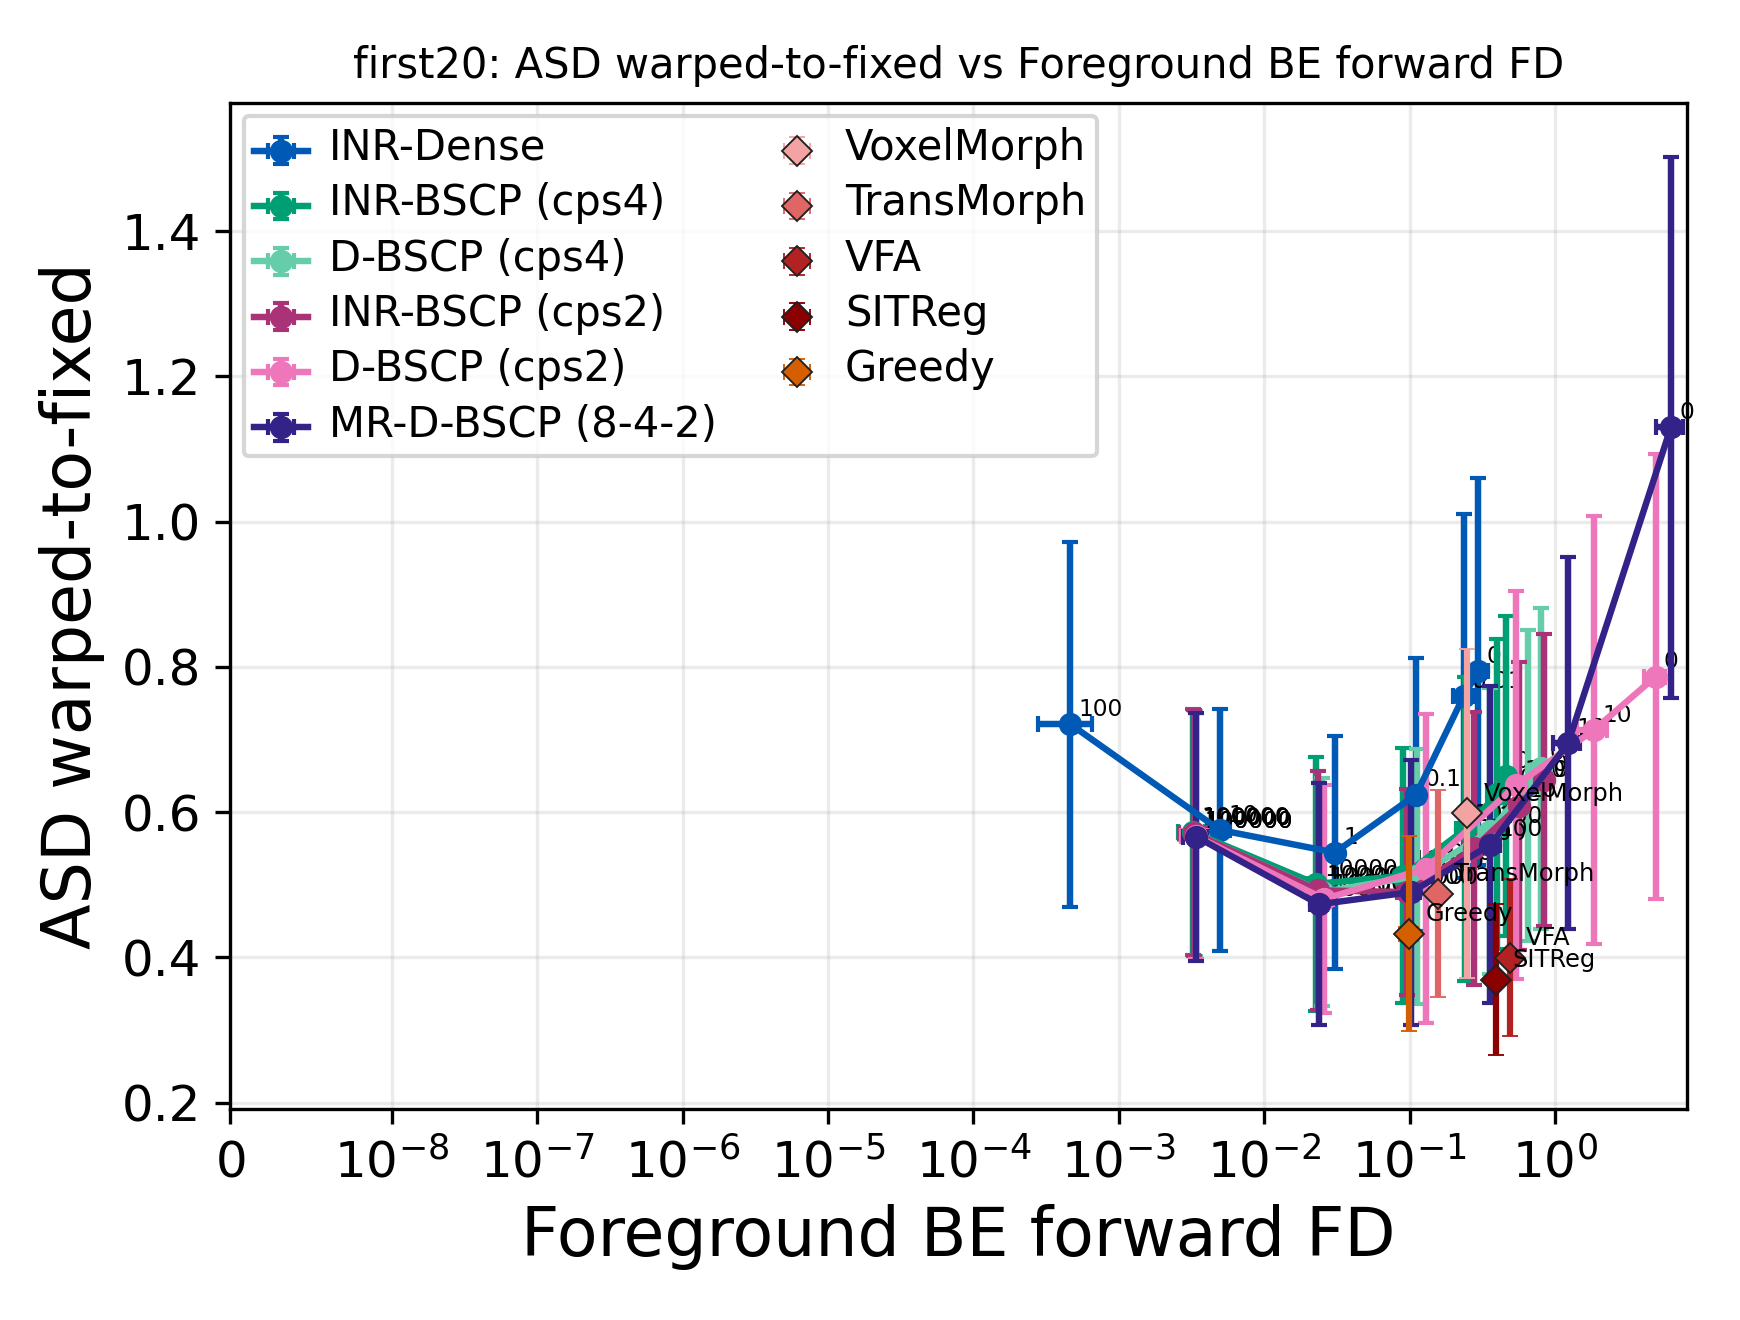 first20: ASD warped-to-fixed vs Foreground BE forward FD
INR-Dense
INR-BSCP (cps4)
D-BSCP (cps4)
INR-BSCP (cps2)
D-BSCP (cps2)
MR-D-BSCP (8-4-2)
VoxelMorph
TransMorph
VFA
SITReg
Greedy
ASD warped-to-fixed
1.4
1.2
1.0
0.8
0.6
0.4
0.2
0
0
0
100
10
0.1
1
VoxelMorph
TransMorph
Greedy
VFA
SITReg
0
10⁻⁸
10⁻⁷
10⁻⁶
10⁻⁵
10⁻⁴
10⁻³
10⁻²
10⁻¹
10⁰
Foreground BE forward FD